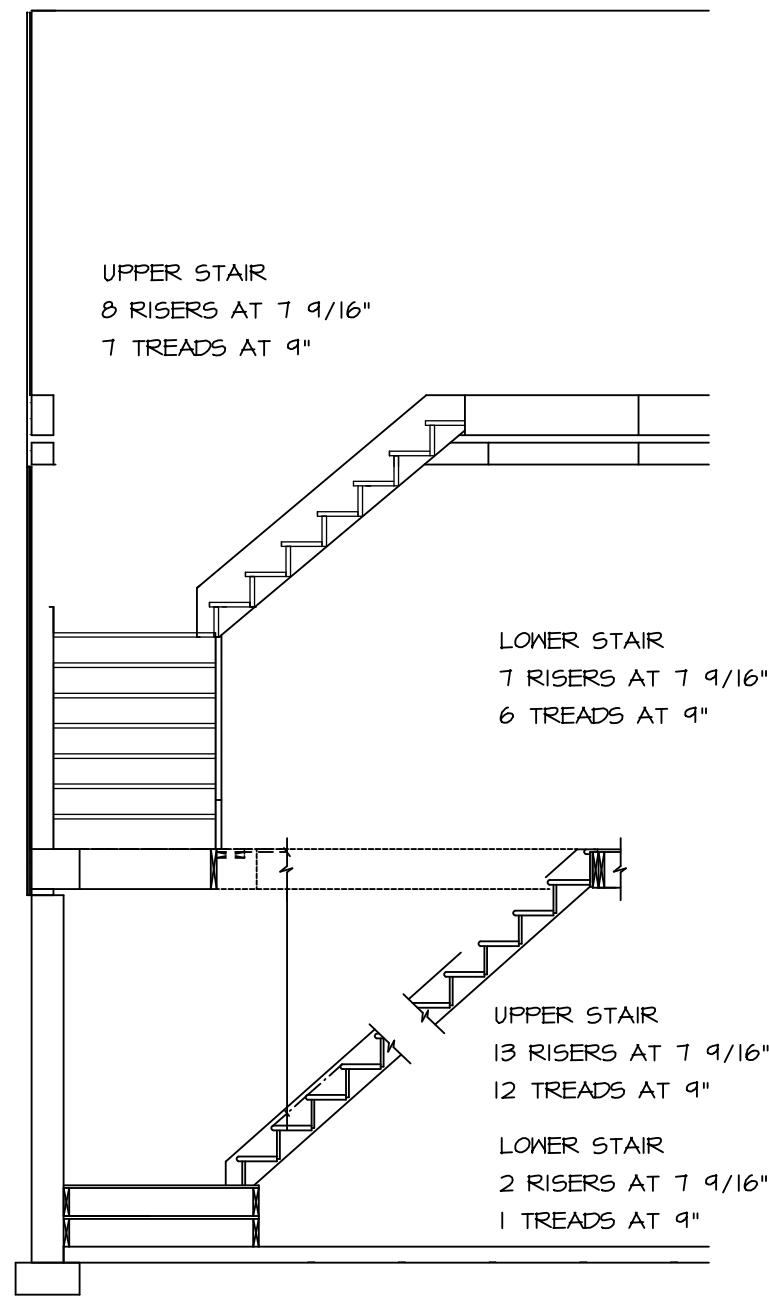 UPPER STAIR
8 RISERS AT 7 9/16"
7 TREADS AT 9"
LOWER STAIR
7 RISERS AT 7 9/16"
6 TREADS AT 9"
UPPER STAIR
13 RISERS AT 7 9/16"
12 TREADS AT 9"
LOWER STAIR
2 RISERS AT 7 9/16"
1 TREADS AT 9"